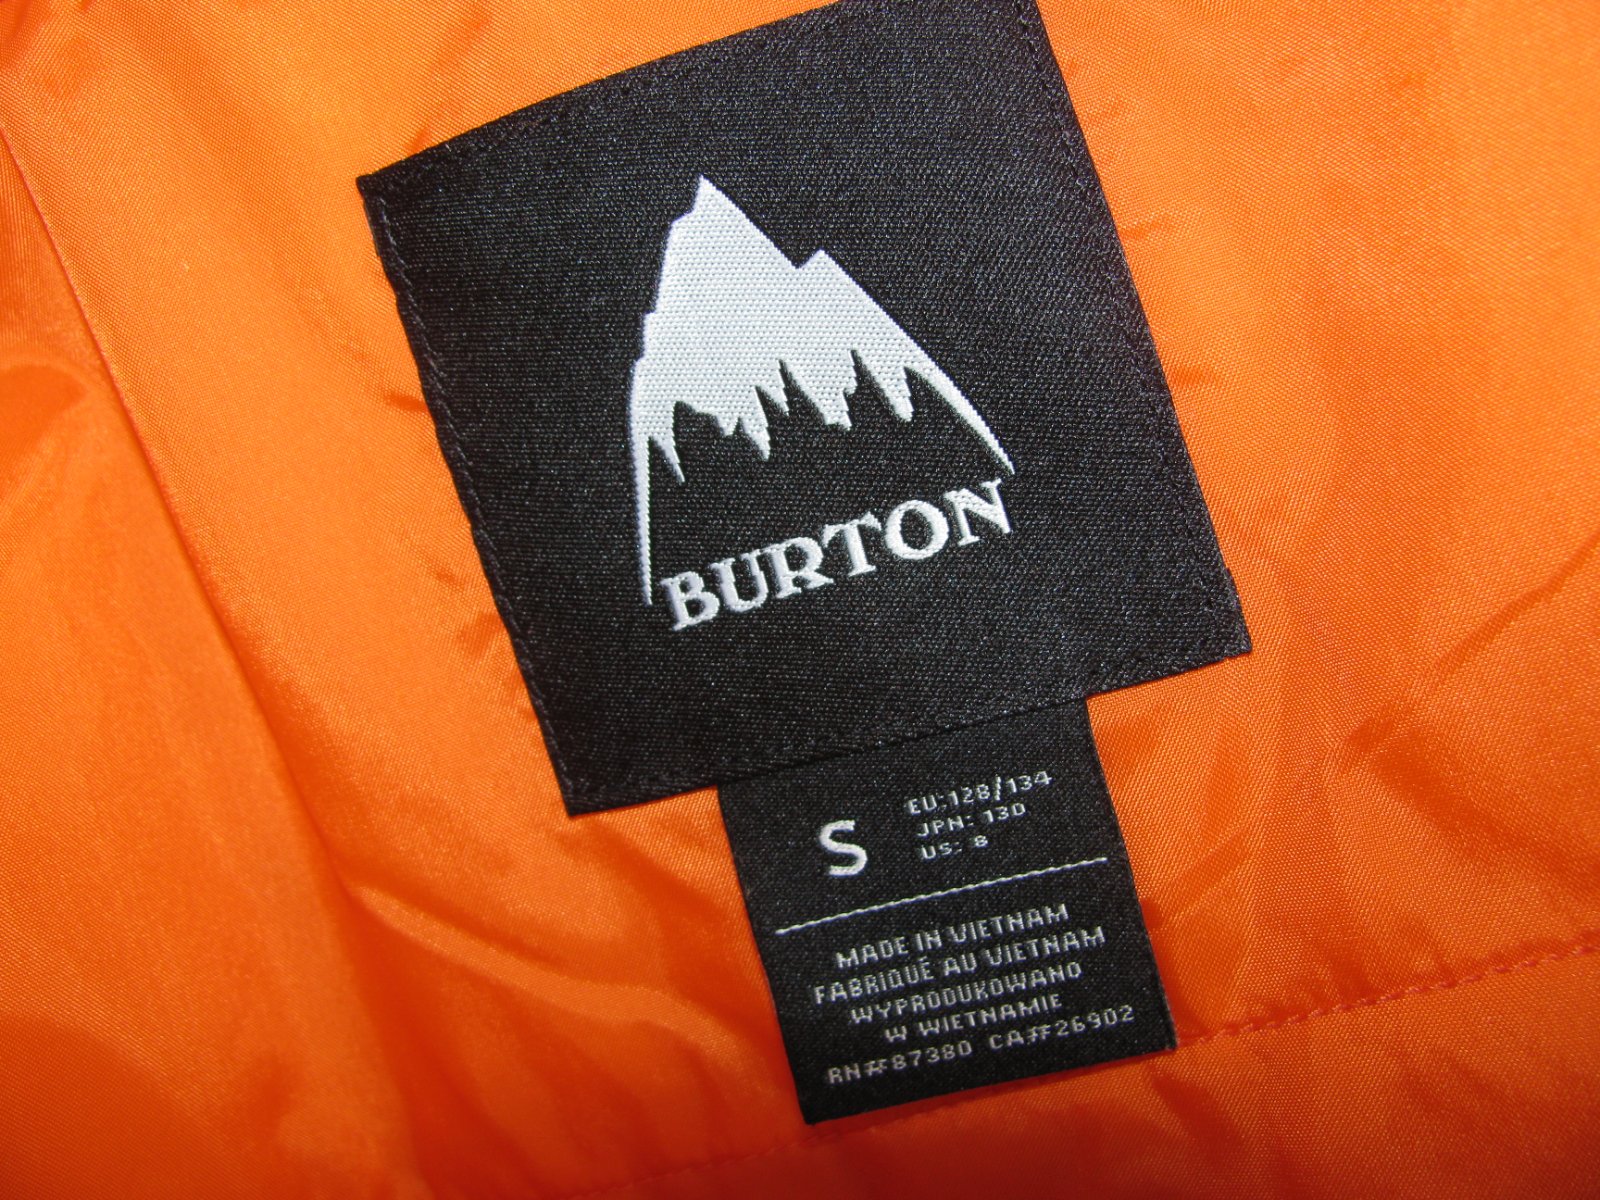 BURTON
S
EU:128/134
JPN: 130
US: 8
MADE IN VIETNAM
FABRIQUÉ AU VIETNAM
WYPRODUKOWANO
W WIETNAMIE
RN#87380 CA#26902